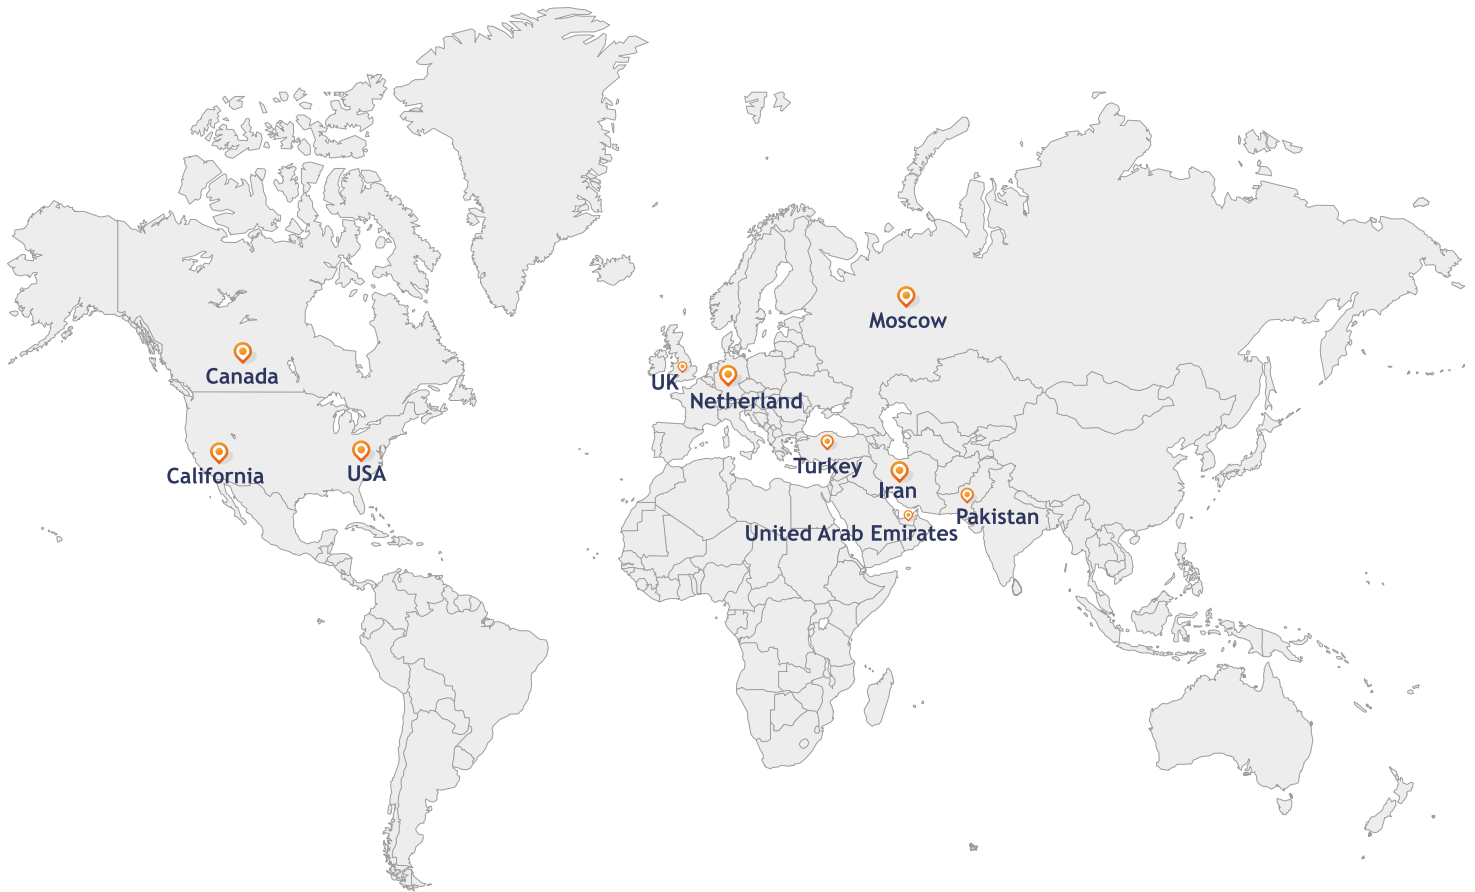 Moscow
Canada
UK
Netherland
California
USA
Turkey
Iran
Pakistan
United Arab Emirates